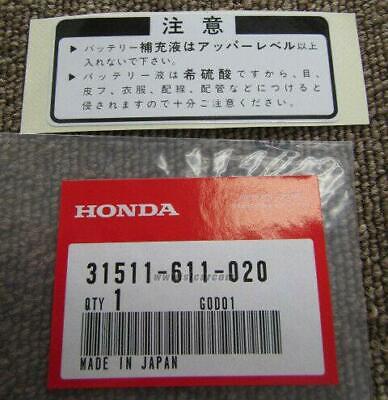 注意
▶バッテリー補充液はアッパーレベル以上
入れないで下さい。
▶バッテリー液は希硫酸ですから、目、
皮フ、衣服、配線、配管などにつけると
侵されますので十分ご注意ください。
HONDA
31511-611-020
QTY 1 GOD01
MADE IN JAPAN